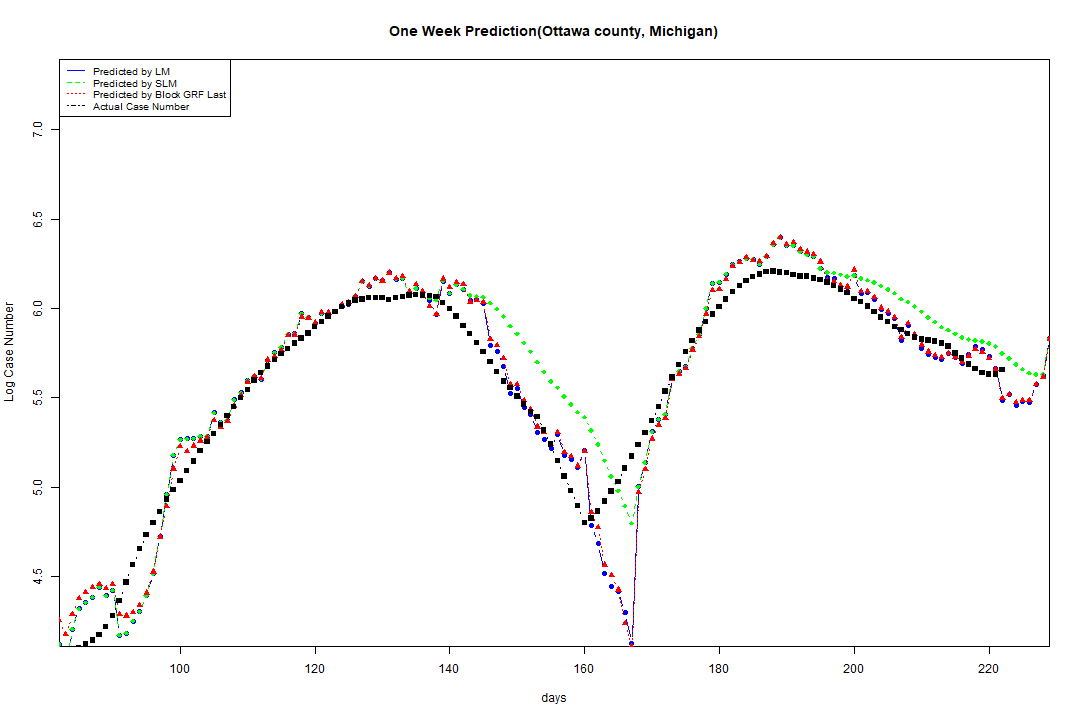 One Week Prediction(Ottawa county, Michigan)
Predicted by LM
Predicted by SLM
Predicted by Block GRF Last
Actual Case Number
Log Case Number
7.0
6.5
6.0
5.5
5.0
4.5
100 120 140 160 180 200 220
days